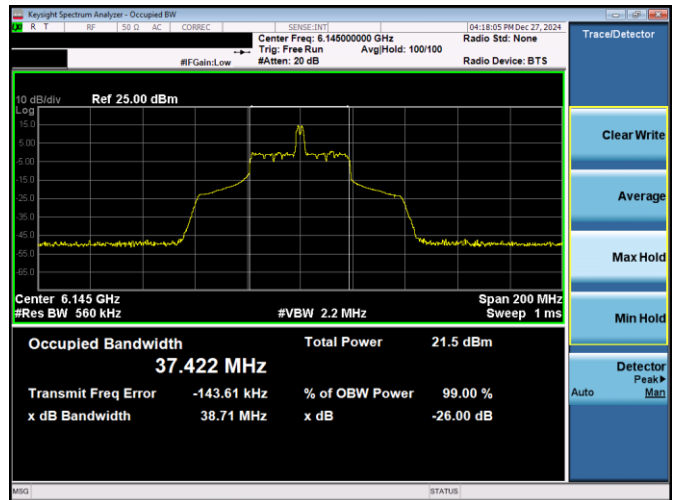 Keysight Spectrum Analyzer - Occupied BW
R T RF 50 Ω AC CORREC SENSE:INT 04:18:05 PM Dec 27, 2024
Center Freq: 6.145000000 GHz Radio Std: None
Trig: Free Run Avg|Hold: 100/100
#IFGain:Low #Atten: 20 dB Radio Device: BTS
10 dB/div Ref 25.00 dBm
Log
15.0
5.00
-5.00
-15.0
-25.0
-35.0
-45.0
-55.0
-65.0
Center 6.145 GHz Span 200 MHz
#Res BW 560 kHz #VBW 2.2 MHz Sweep 1 ms
Occupied Bandwidth Total Power 21.5 dBm
37.422 MHz
Transmit Freq Error -143.61 kHz % of OBW Power 99.00 %
x dB Bandwidth 38.71 MHz x dB -26.00 dB
Trace/Detector
Clear Write
Average
Max Hold
Min Hold
Detector
Peak▶
Auto Man
MSG STATUS